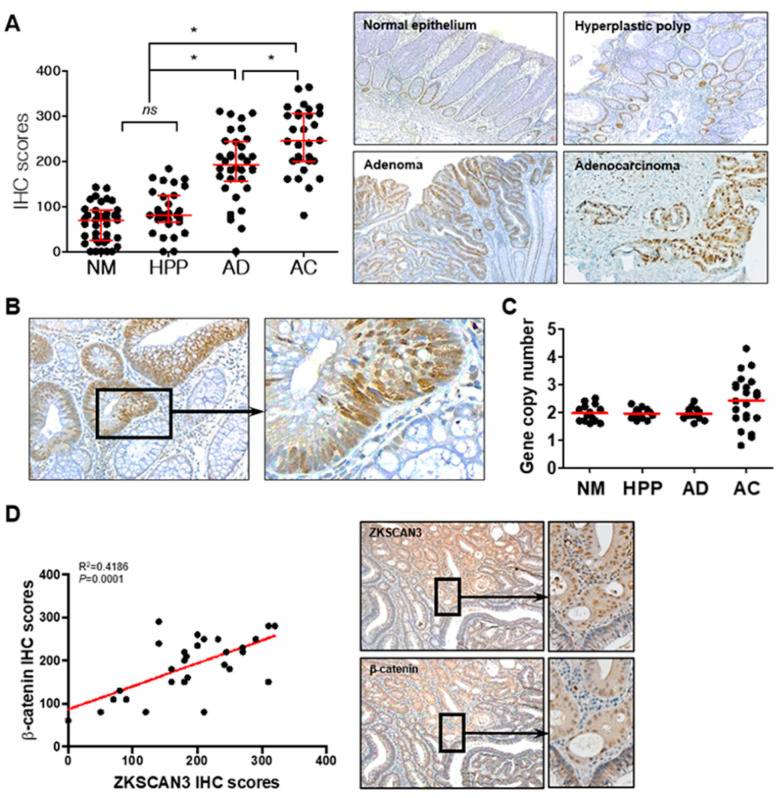 A
*
*
*
ns
400
300
200
100
0
IHC scores
NM HPP AD AC
Normal epithelium
Hyperplastic polyp
Adenoma
Adenocarcinoma
B
C
5
4
3
2
1
0
Gene copy number
NM HPP AD AC
D
R²=0.4186
P=0.0001
400
300
200
100
0
β-catenin IHC scores
0 100 200 300 400
ZKSCAN3 IHC scores
ZKSCAN3
β-catenin